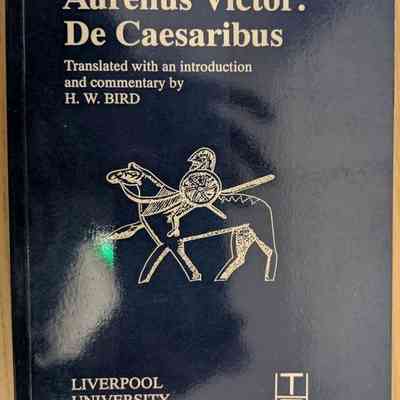 Aurelius Victor:
De Caesaribus
Translated with an introduction
and commentary by
H. W. BIRD
LIVERPOOL
UNIVERSITY
T